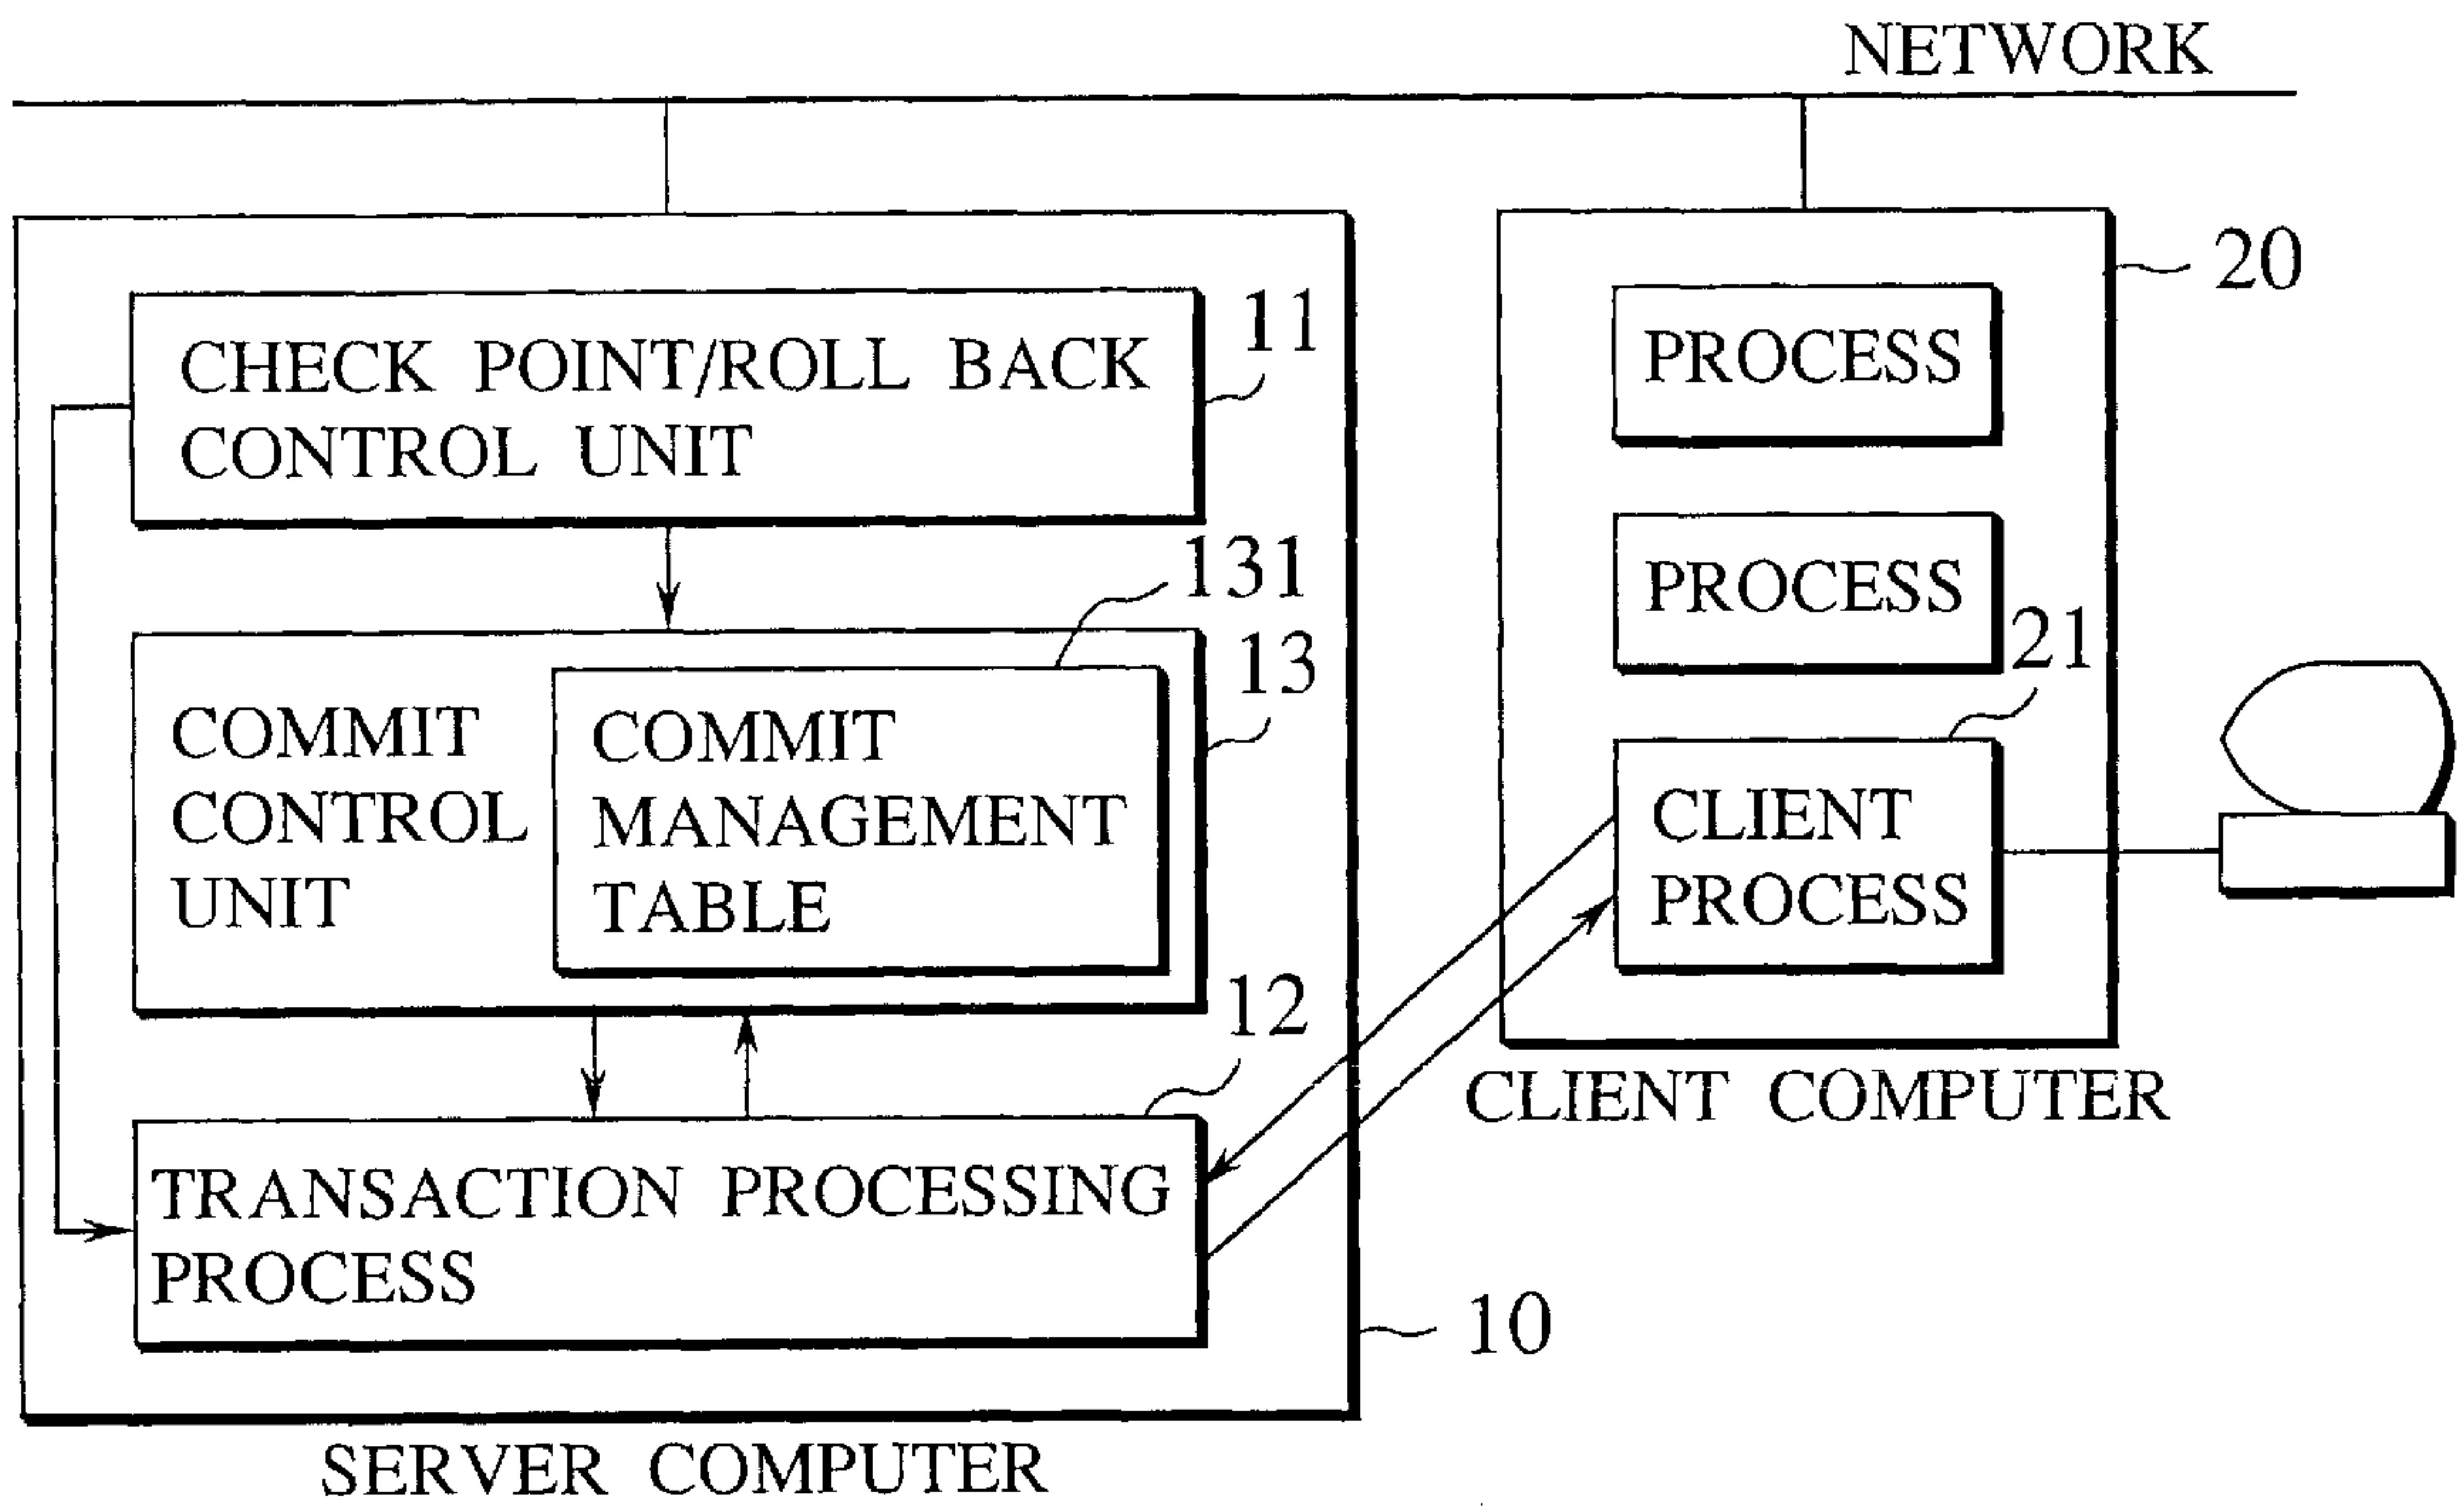 NETWORK
20
11
CHECK POINT/ROLL BACK
CONTROL UNIT
131
13
COMMIT
CONTROL
UNIT
COMMIT
MANAGEMENT
TABLE
12
TRANSACTION PROCESSING
PROCESS
10
SERVER COMPUTER
PROCESS
PROCESS
21
CLIENT
PROCESS
CLIENT COMPUTER